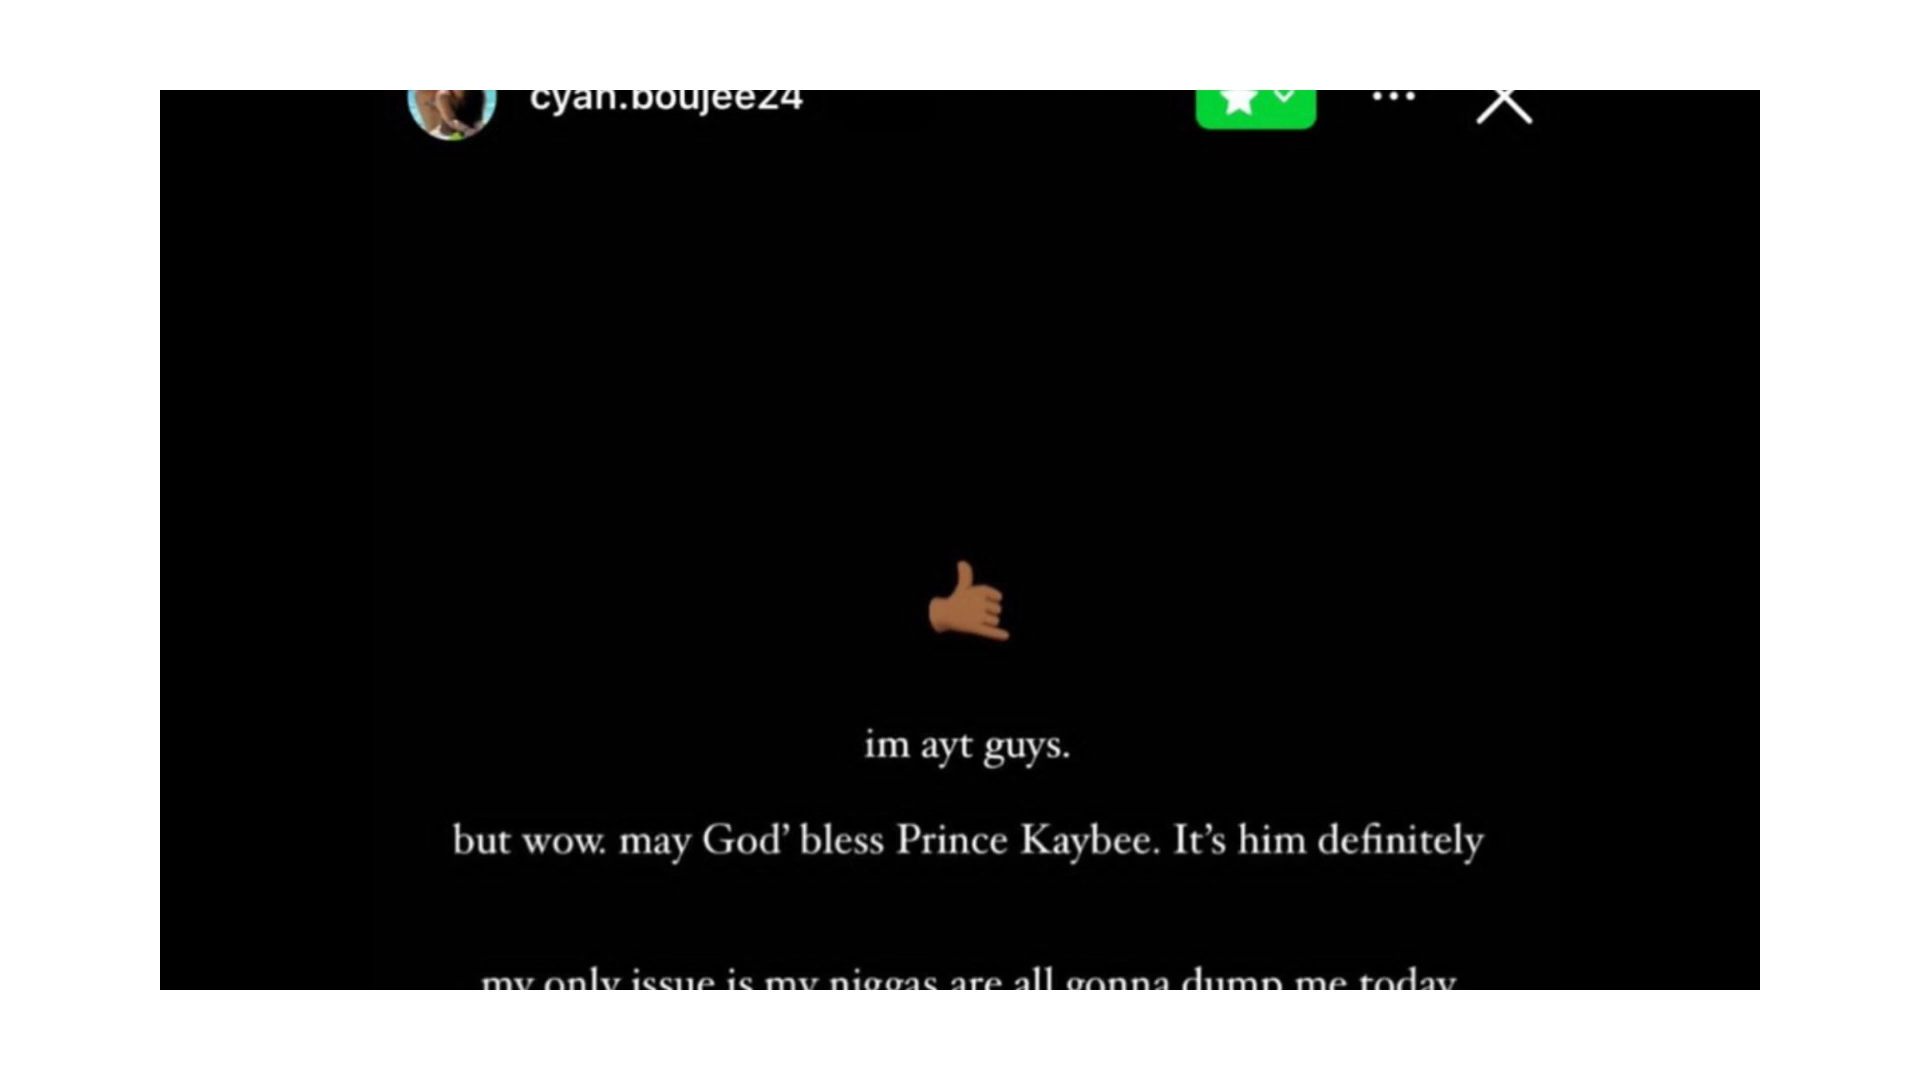 cyan.boujee24
im ayt guys.
but wow. may God’ bless Prince Kaybee. It’s him definitely
my only issue is my niggas are all gonna dump me today